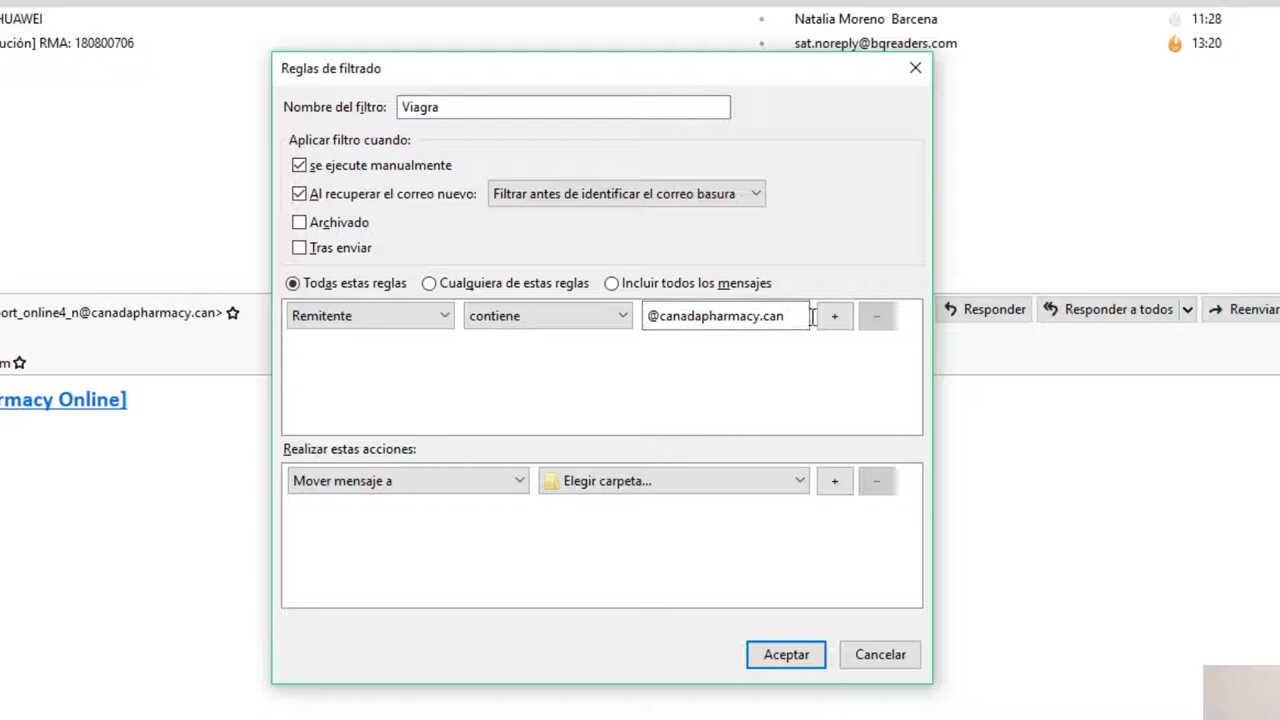 HUAWEI
Natalia Moreno Barcena
11:28
ución] RMA: 180800706
sat.noreply@bqreaders.com
13:20
Reglas de filtrado
Nombre del filtro: Viagra
Aplicar filtro cuando:
se ejecute manualmente
Al recuperar el correo nuevo: Filtrar antes de identificar el correo basura
Archivado
Tras enviar
Todas estas reglas Cualquiera de estas reglas Incluir todos los mensajes
ort_online4_n@canadapharmacy.can>
Remitente contiene @canadapharmacy.can + −
Responder Responder a todos Reenviar
m
rmacy Online]
Realizar estas acciones:
Mover mensaje a Elegir carpeta... + −
Aceptar Cancelar